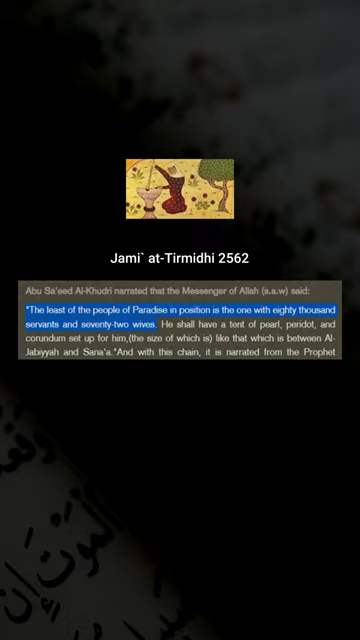 Jami` at-Tirmidhi 2562
Abu Sa'eed Al-Khudri narrated that the Messenger of Allah (s.a.w) said:
"The least of the people of Paradise in position is the one with eighty thousand
servants and seventy-two wives. He shall have a tent of pearl, peridot, and
corundum set up for him,(the size of which is) like that which is between Al-
Jabiyyah and Sana'a."And with this chain, it is narrated from the Prophet
الموت إن